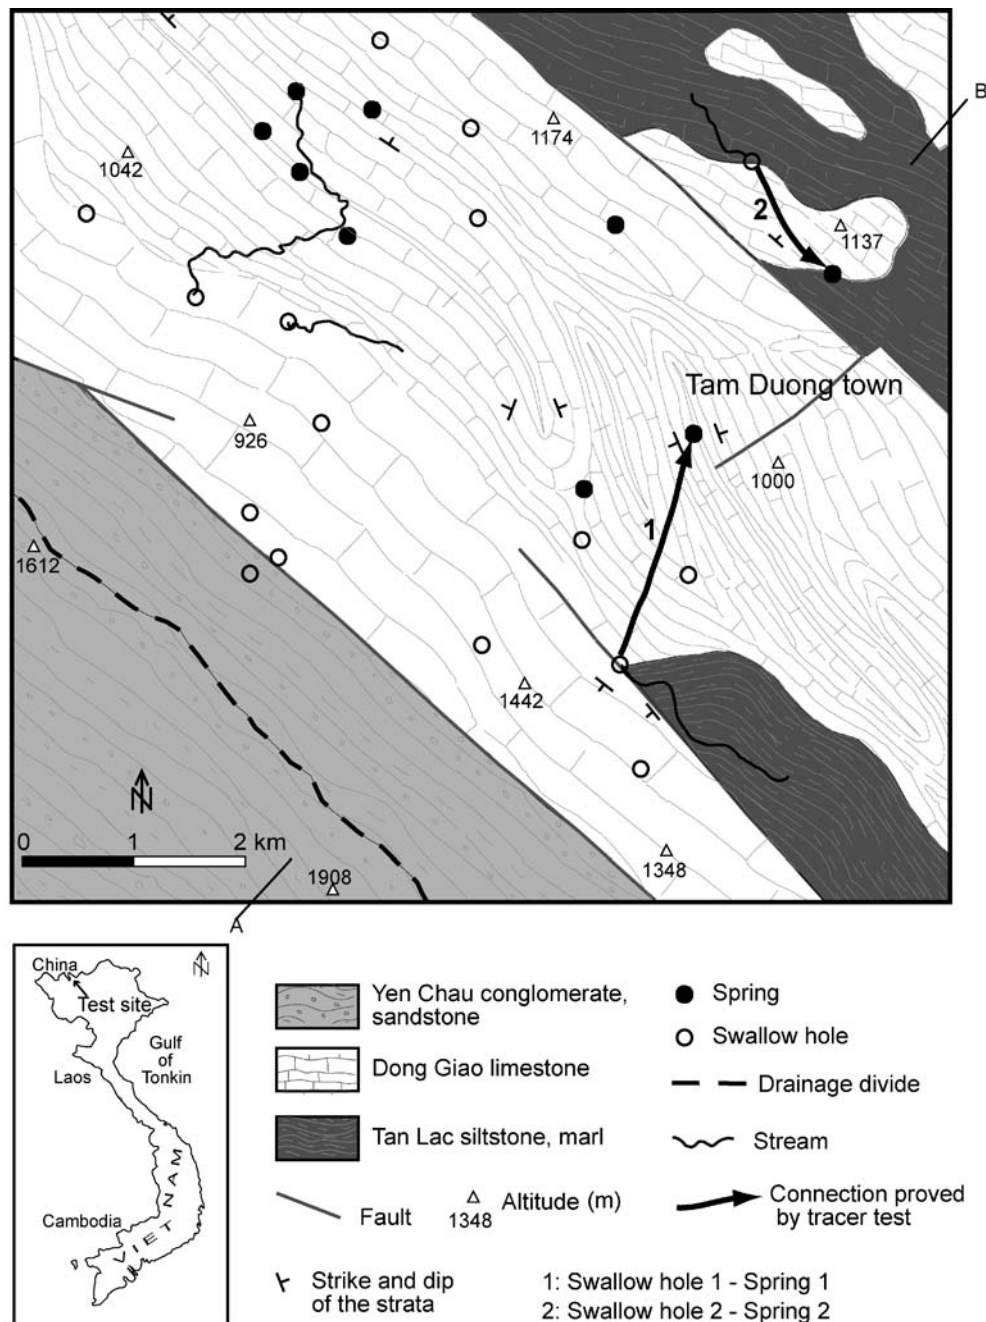 B
1174
1042
2
1137
Tam Duong town
926
1000
1
1612
1442
N
0 1 2 km
1348
1908
A
China
N
Test site
Gulf
of
Tonkin
Laos
VIETNAM
Cambodia
Yen Chau conglomerate,
sandstone
Dong Giao limestone
Tan Lac siltstone, marl
Fault
1348
Altitude (m)
Strike and dip
of the strata
Spring
Swallow hole
Drainage divide
Stream
Connection proved
by tracer test
1: Swallow hole 1 - Spring 1
2: Swallow hole 2 - Spring 2